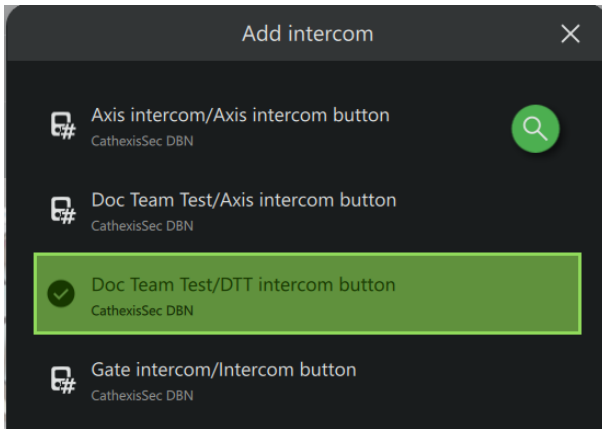 Add intercom
Axis intercom/Axis intercom button
CathexisSec DBN
Doc Team Test/Axis intercom button
CathexisSec DBN
Doc Team Test/DTT intercom button
CathexisSec DBN
Gate intercom/Intercom button
CathexisSec DBN